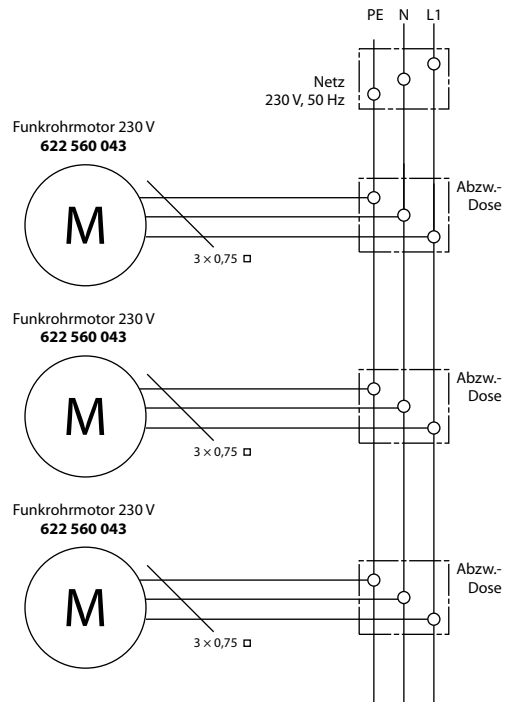 PE N L1
Netz
230 V, 50 Hz
Funkrohrmotor 230 V
622 560 043
M
Abzw.-
Dose
3 × 0,75 □
Funkrohrmotor 230 V
622 560 043
M
Abzw.-
Dose
3 × 0,75 □
Funkrohrmotor 230 V
622 560 043
M
Abzw.-
Dose
3 × 0,75 □